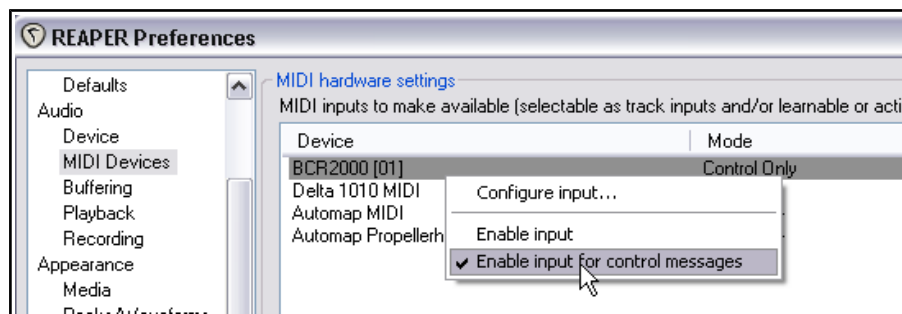 REAPER Preferences
Defaults
Audio
Device
MIDI Devices
Buffering
Playback
Recording
Appearance
Media
MIDI hardware settings
MIDI inputs to make available (selectable as track inputs and/or learnable or acti
Device Mode
BCR2000 [01] Control Only
Delta 1010 MIDI
Automap MIDI
Automap Propellerh
Configure input...
Enable input
Enable input for control messages